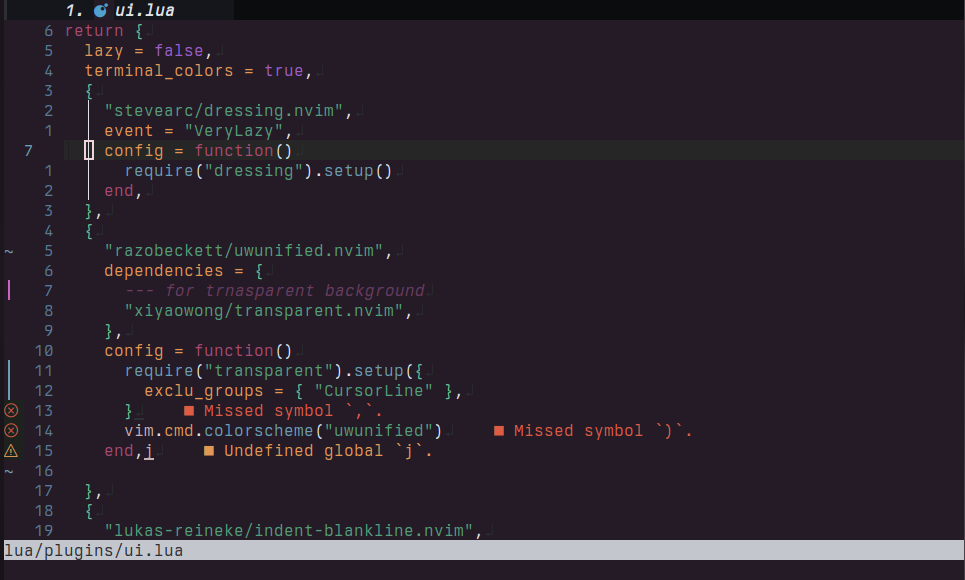 1. ui.lua
6 return {
5 lazy = false,
4 terminal_colors = true,
3 {
2 "stevearc/dressing.nvim",
1 event = "VeryLazy",
7 config = function()
1 require("dressing").setup()
2 end,
3 },
4 {
~ 5 "razobeckett/uwunified.nvim",
6 dependencies = {
7 --- for trnasparent background
8 "xiyaowong/transparent.nvim",
9 },
10 config = function()
11 require("transparent").setup({
12 exclu_groups = { "CursorLine" },
13 } ■ Missed symbol `,`.
14 vim.cmd.colorscheme("uwunified") ■ Missed symbol `)`.
15 end,j ■ Undefined global `j`.
~ 16
17 },
18 {
19 "lukas-reineke/indent-blankline.nvim",
lua/plugins/ui.lua